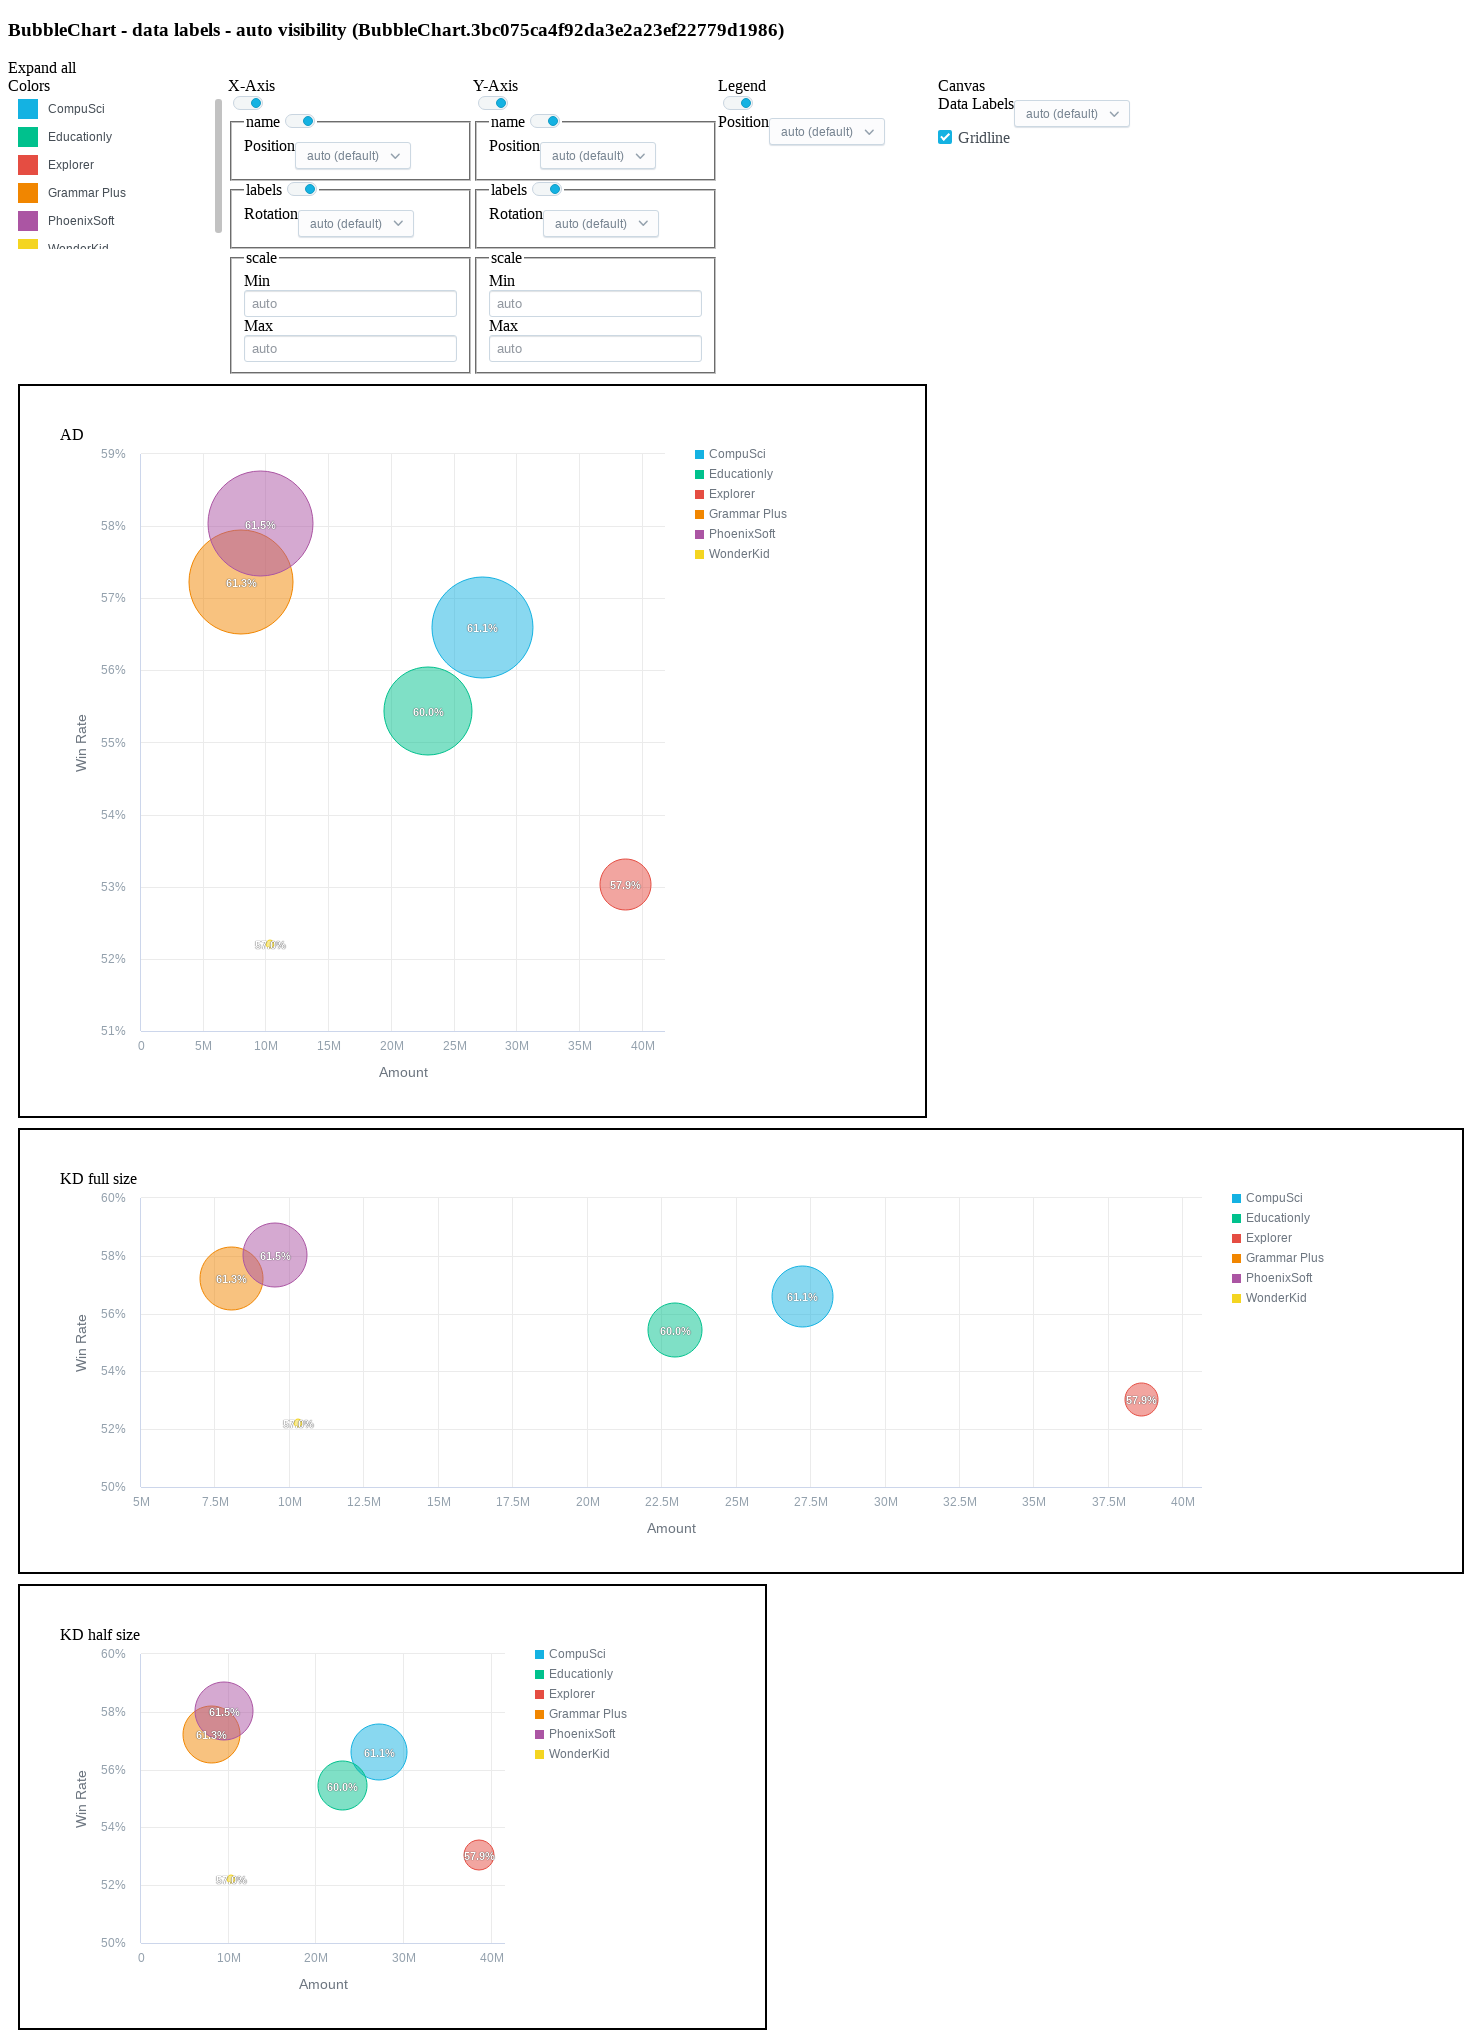 BubbleChart - data labels - auto visibility (BubbleChart.3bc075ca4f92da3e2a23ef22779d1986)
Expand all
Colors
CompuSci
Educationly
Explorer
Grammar Plus
PhoenixSoft
WonderKid
X-Axis
name
Position
auto (default)
labels
Rotation
auto (default)
scale
Min
auto
Max
auto
Y-Axis
name
Position
auto (default)
labels
Rotation
auto (default)
scale
Min
auto
Max
auto
Legend
Position
auto (default)
Canvas
Data Labels
auto (default)
Gridline
AD
59%
58%
57%
56%
55%
54%
53%
52%
51%
Win Rate
61.5%
61.3%
61.1%
60.0%
57.9%
57.0%
0 5M 10M 15M 20M 25M 30M 35M 40M
Amount
CompuSci
Educationly
Explorer
Grammar Plus
PhoenixSoft
WonderKid
KD full size
60%
58%
56%
54%
52%
50%
Win Rate
61.5%
61.3%
61.1%
60.0%
57.9%
57.0%
5M 7.5M 10M 12.5M 15M 17.5M 20M 22.5M 25M 27.5M 30M 32.5M 35M 37.5M 40M
Amount
CompuSci
Educationly
Explorer
Grammar Plus
PhoenixSoft
WonderKid
KD half size
60%
58%
56%
54%
52%
50%
Win Rate
61.5%
61.3%
61.1%
60.0%
57.9%
57.0%
0 10M 20M 30M 40M
Amount
CompuSci
Educationly
Explorer
Grammar Plus
PhoenixSoft
WonderKid